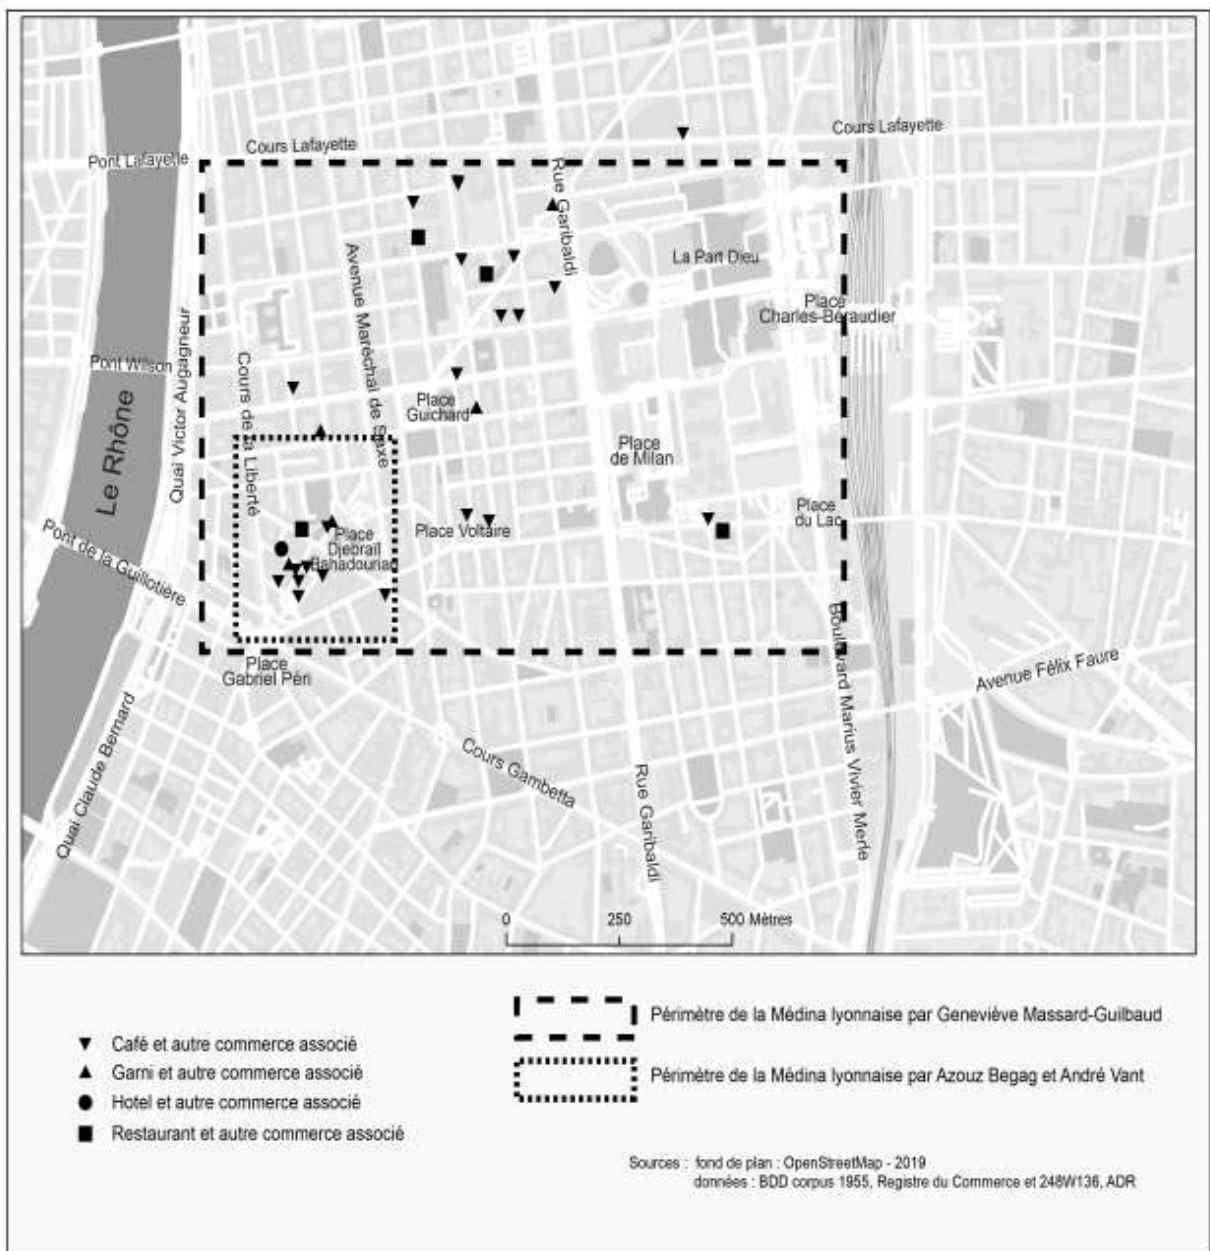 Cours Lafayette
Cours Lafayette
Pont Lafayette
Rue Garibaldi
La Part Dieu
Avenue Maréchal de Saxe
Place
Charles-Béraudier
Quai Victor Augagneur
Pont Wilson
Cours de la Liberté
Place
Guichard
Le Rhône
Place
de Milan
Place
du Lac
Pont de la Guillotière
Place Voltaire
Place
Djebraïl
Bahadourian
Place
Gabriel Péri
Boulevard Marius Vivier Merle
Avenue Félix Faure
Quai Claude Bernard
Cours Gambetta
Rue Garibaldi
0 250 500 Mètres
Café et autre commerce associé
Garni et autre commerce associé
Hotel et autre commerce associé
Restaurant et autre commerce associé
Périmètre de la Médina lyonnaise par Geneviève Massard-Guilbaud
Périmètre de la Médina lyonnaise par Azouz Begag et André Vant
Sources : fond de plan : OpenStreetMap - 2019
données : BDD corpus 1955, Registre du Commerce et 248W136, ADR